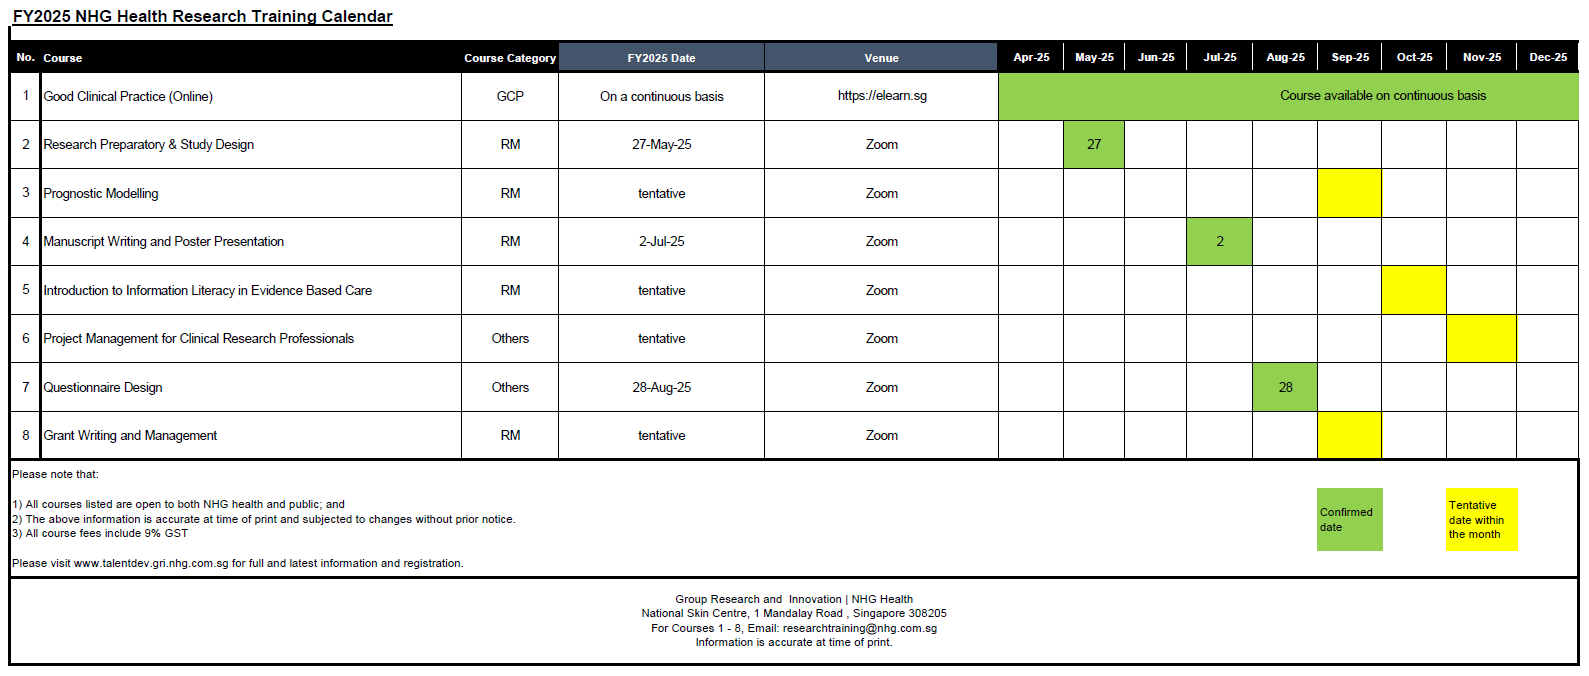 FY2025 NHG Health Research Training Calendar
No. Course Course Category FY2025 Date Venue Apr-25 May-25 Jun-25 Jul-25 Aug-25 Sep-25 Oct-25 Nov-25 Dec-25
1 Good Clinical Practice (Online) GCP On a continuous basis https://elearn.sg Course available on continuous basis
2 Research Preparatory & Study Design RM 27-May-25 Zoom 27
3 Prognostic Modelling RM tentative Zoom
4 Manuscript Writing and Poster Presentation RM 2-Jul-25 Zoom 2
5 Introduction to Information Literacy in Evidence Based Care RM tentative Zoom
6 Project Management for Clinical Research Professionals Others tentative Zoom
7 Questionnaire Design Others 28-Aug-25 Zoom 28
8 Grant Writing and Management RM tentative Zoom
Please note that:
1) All courses listed are open to both NHG health and public; and
2) The above information is accurate at time of print and subjected to changes without prior notice.
3) All course fees include 9% GST
Please visit www.talentdev.gri.nhg.com.sg for full and latest information and registration.
Confirmed
date
Tentative
date within
the month
Group Research and Innovation | NHG Health
National Skin Centre, 1 Mandalay Road , Singapore 308205
For Courses 1 - 8, Email: researchtraining@nhg.com.sg
Information is accurate at time of print.